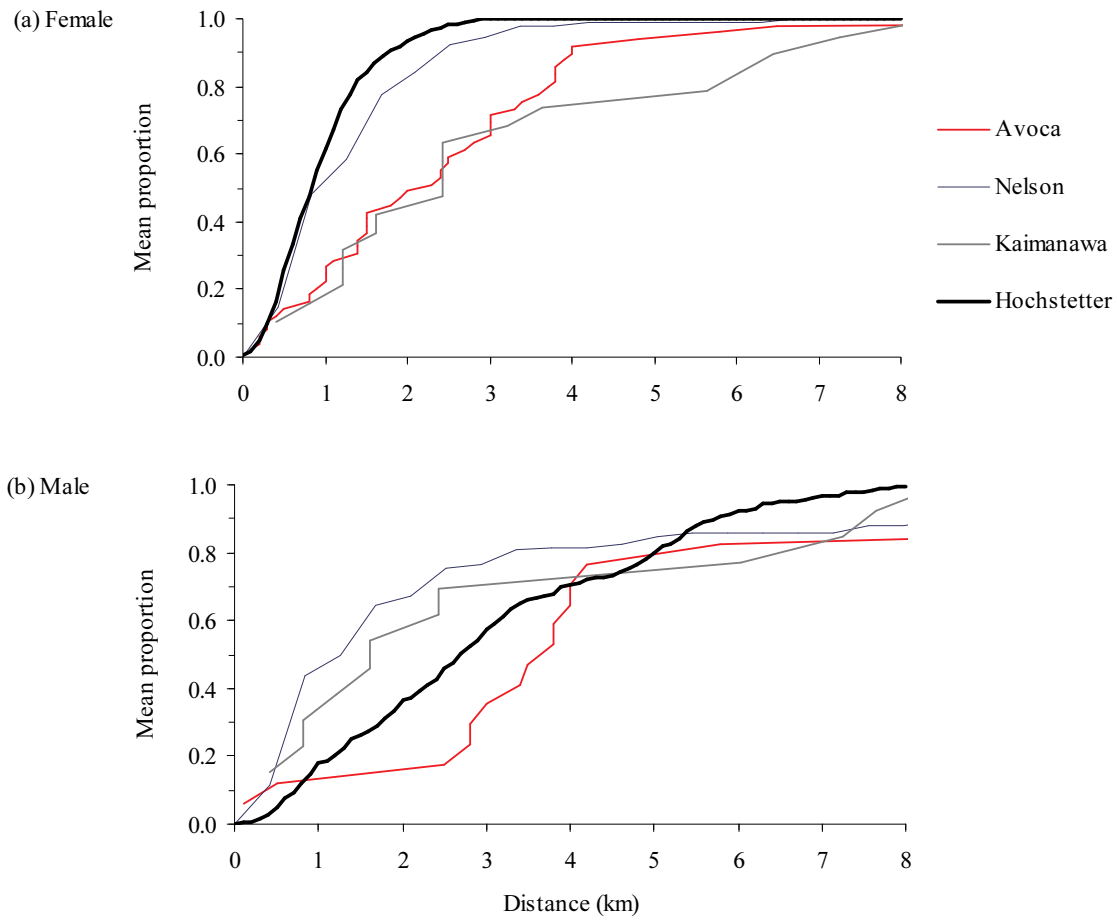 (a) Female
1.0
0.8
0.6
0.4
0.2
0.0
Mean proportion
0 1 2 3 4 5 6 7 8
Avoca
Nelson
Kaimanawa
Hochstetter
(b) Male
1.0
0.8
0.6
0.4
0.2
0.0
Mean proportion
0 1 2 3 4 5 6 7 8
Distance (km)